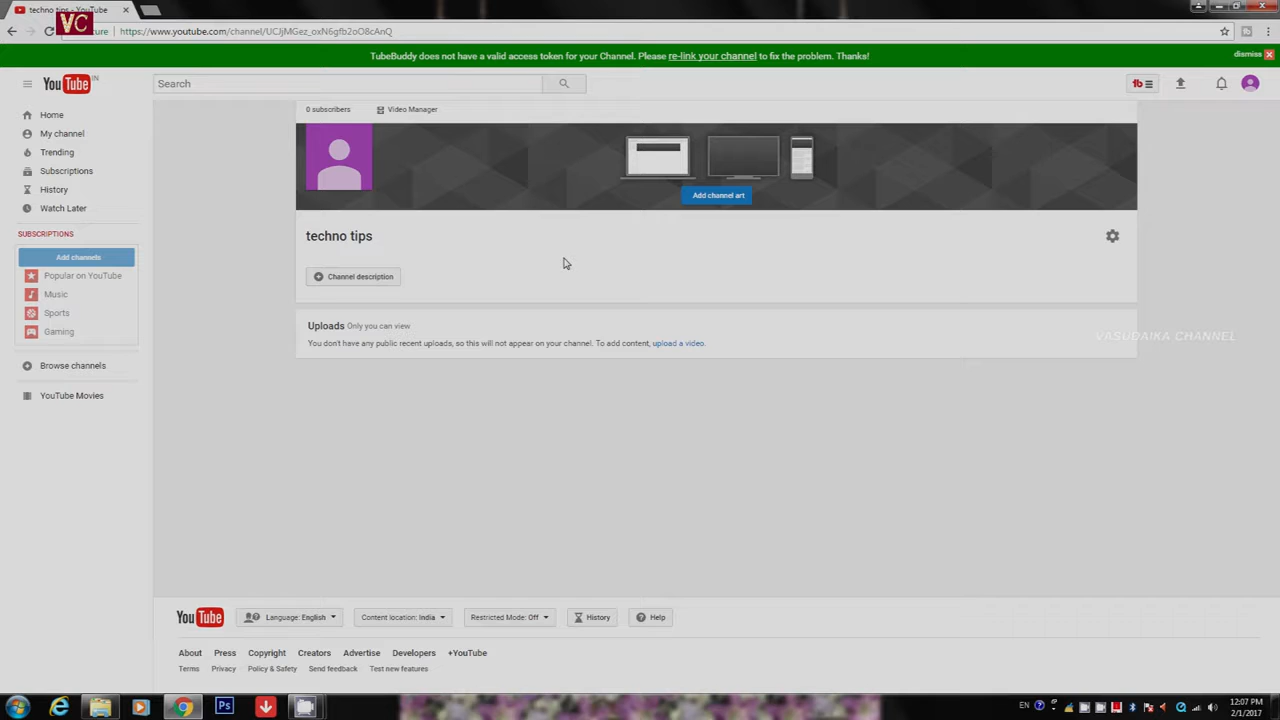 techno tips - YouTube
VC
Secure https://www.youtube.com/channel/UCJjMGez_oxN6gfb2oO8cAnQ
TubeBuddy does not have a valid access token for your Channel. Please re-link your channel to fix the problem. Thanks!
dismiss
YouTube IN
Search
tb
Home
My channel
Trending
Subscriptions
History
Watch Later
SUBSCRIPTIONS
Add channels
Popular on YouTube
Music
Sports
Gaming
Browse channels
YouTube Movies
0 subscribers
Video Manager
Add channel art
techno tips
Channel description
Uploads Only you can view
You don't have any public recent uploads, so this will not appear on your channel. To add content, upload a video.
VASUDAIKA CHANNEL
YouTube
Language: English
Content location: India
Restricted Mode: Off
History
Help
About Press Copyright Creators Advertise Developers +YouTube
Terms Privacy Policy & Safety Send feedback Test new features
Ps
EN
12:07 PM
2/1/2017